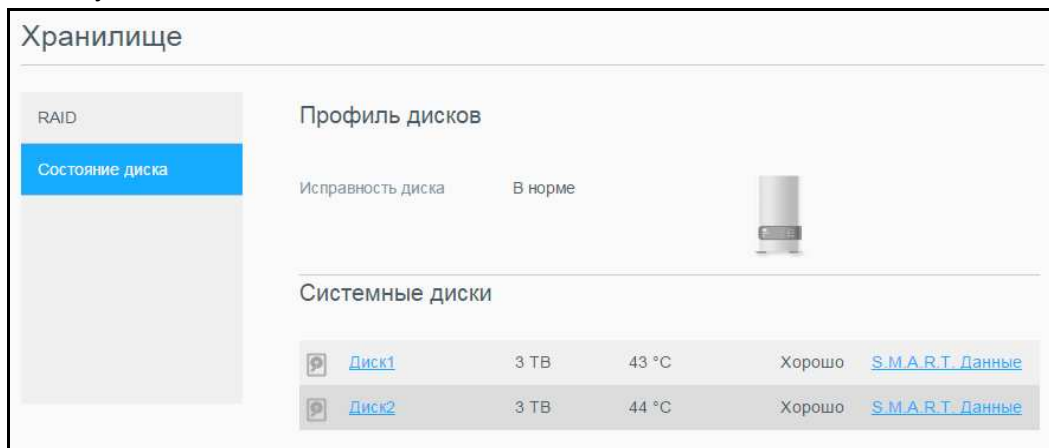 Хранилище
RAID
Состояние диска
Профиль дисков
Исправность диска В норме
Системные диски
Диск1 3 TB 43 °C Хорошо S.M.A.R.T. Данные
Диск2 3 TB 44 °C Хорошо S.M.A.R.T. Данные